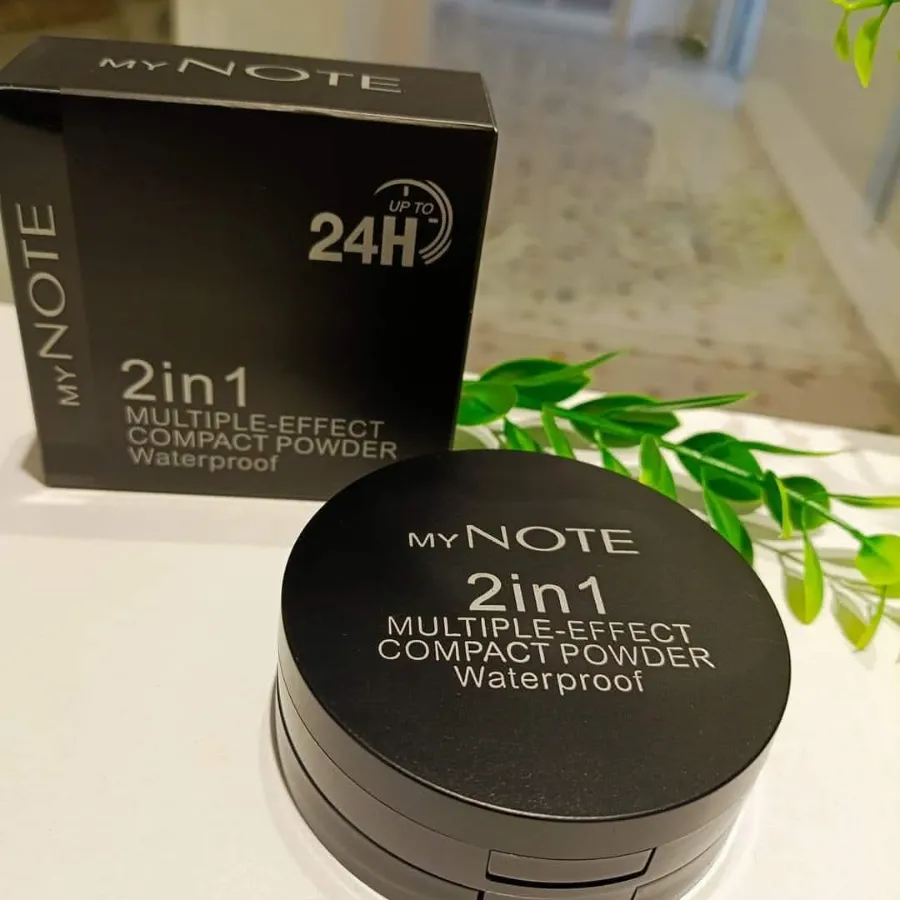 MY NOTE
MY NOTE
UP TO
24H
2in1
MULTIPLE-EFFECT
COMPACT POWDER
Waterproof
MY NOTE
2in1
MULTIPLE-EFFECT
COMPACT POWDER
Waterproof